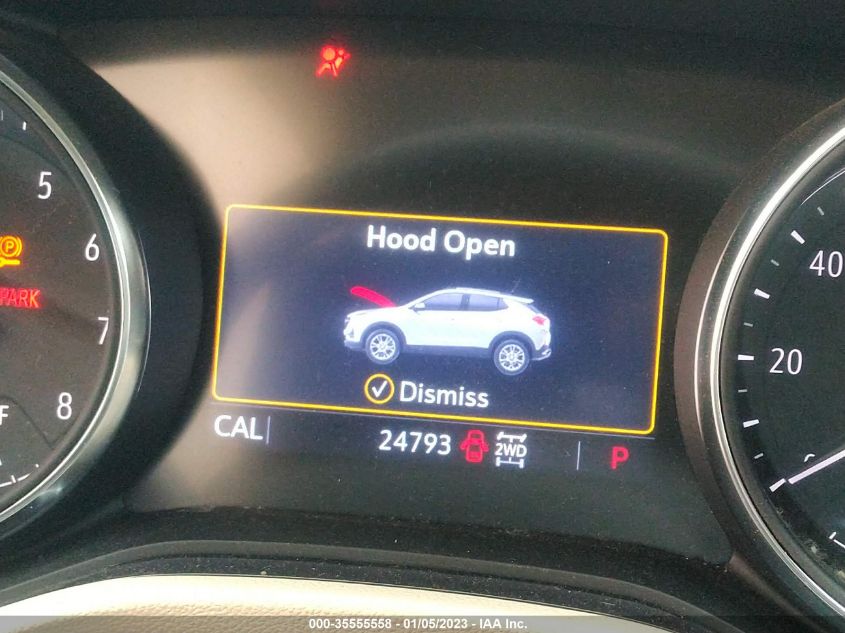 5
6
(P)
PARK
7
8
F
Hood Open
Dismiss
CAL 24793 2WD P
40
20
000-35555558 - 01/05/2023 - IAA Inc.